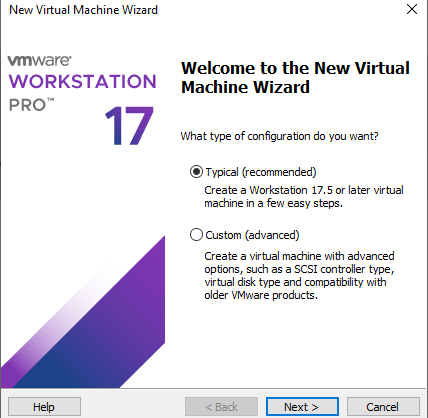 New Virtual Machine Wizard
vmware®
WORKSTATION
PRO™
17
Welcome to the New Virtual
Machine Wizard
What type of configuration do you want?
Typical (recommended)
Create a Workstation 17.5 or later virtual
machine in a few easy steps.
Custom (advanced)
Create a virtual machine with advanced
options, such as a SCSI controller type,
virtual disk type and compatibility with
older VMware products.
Help
< Back
Next >
Cancel